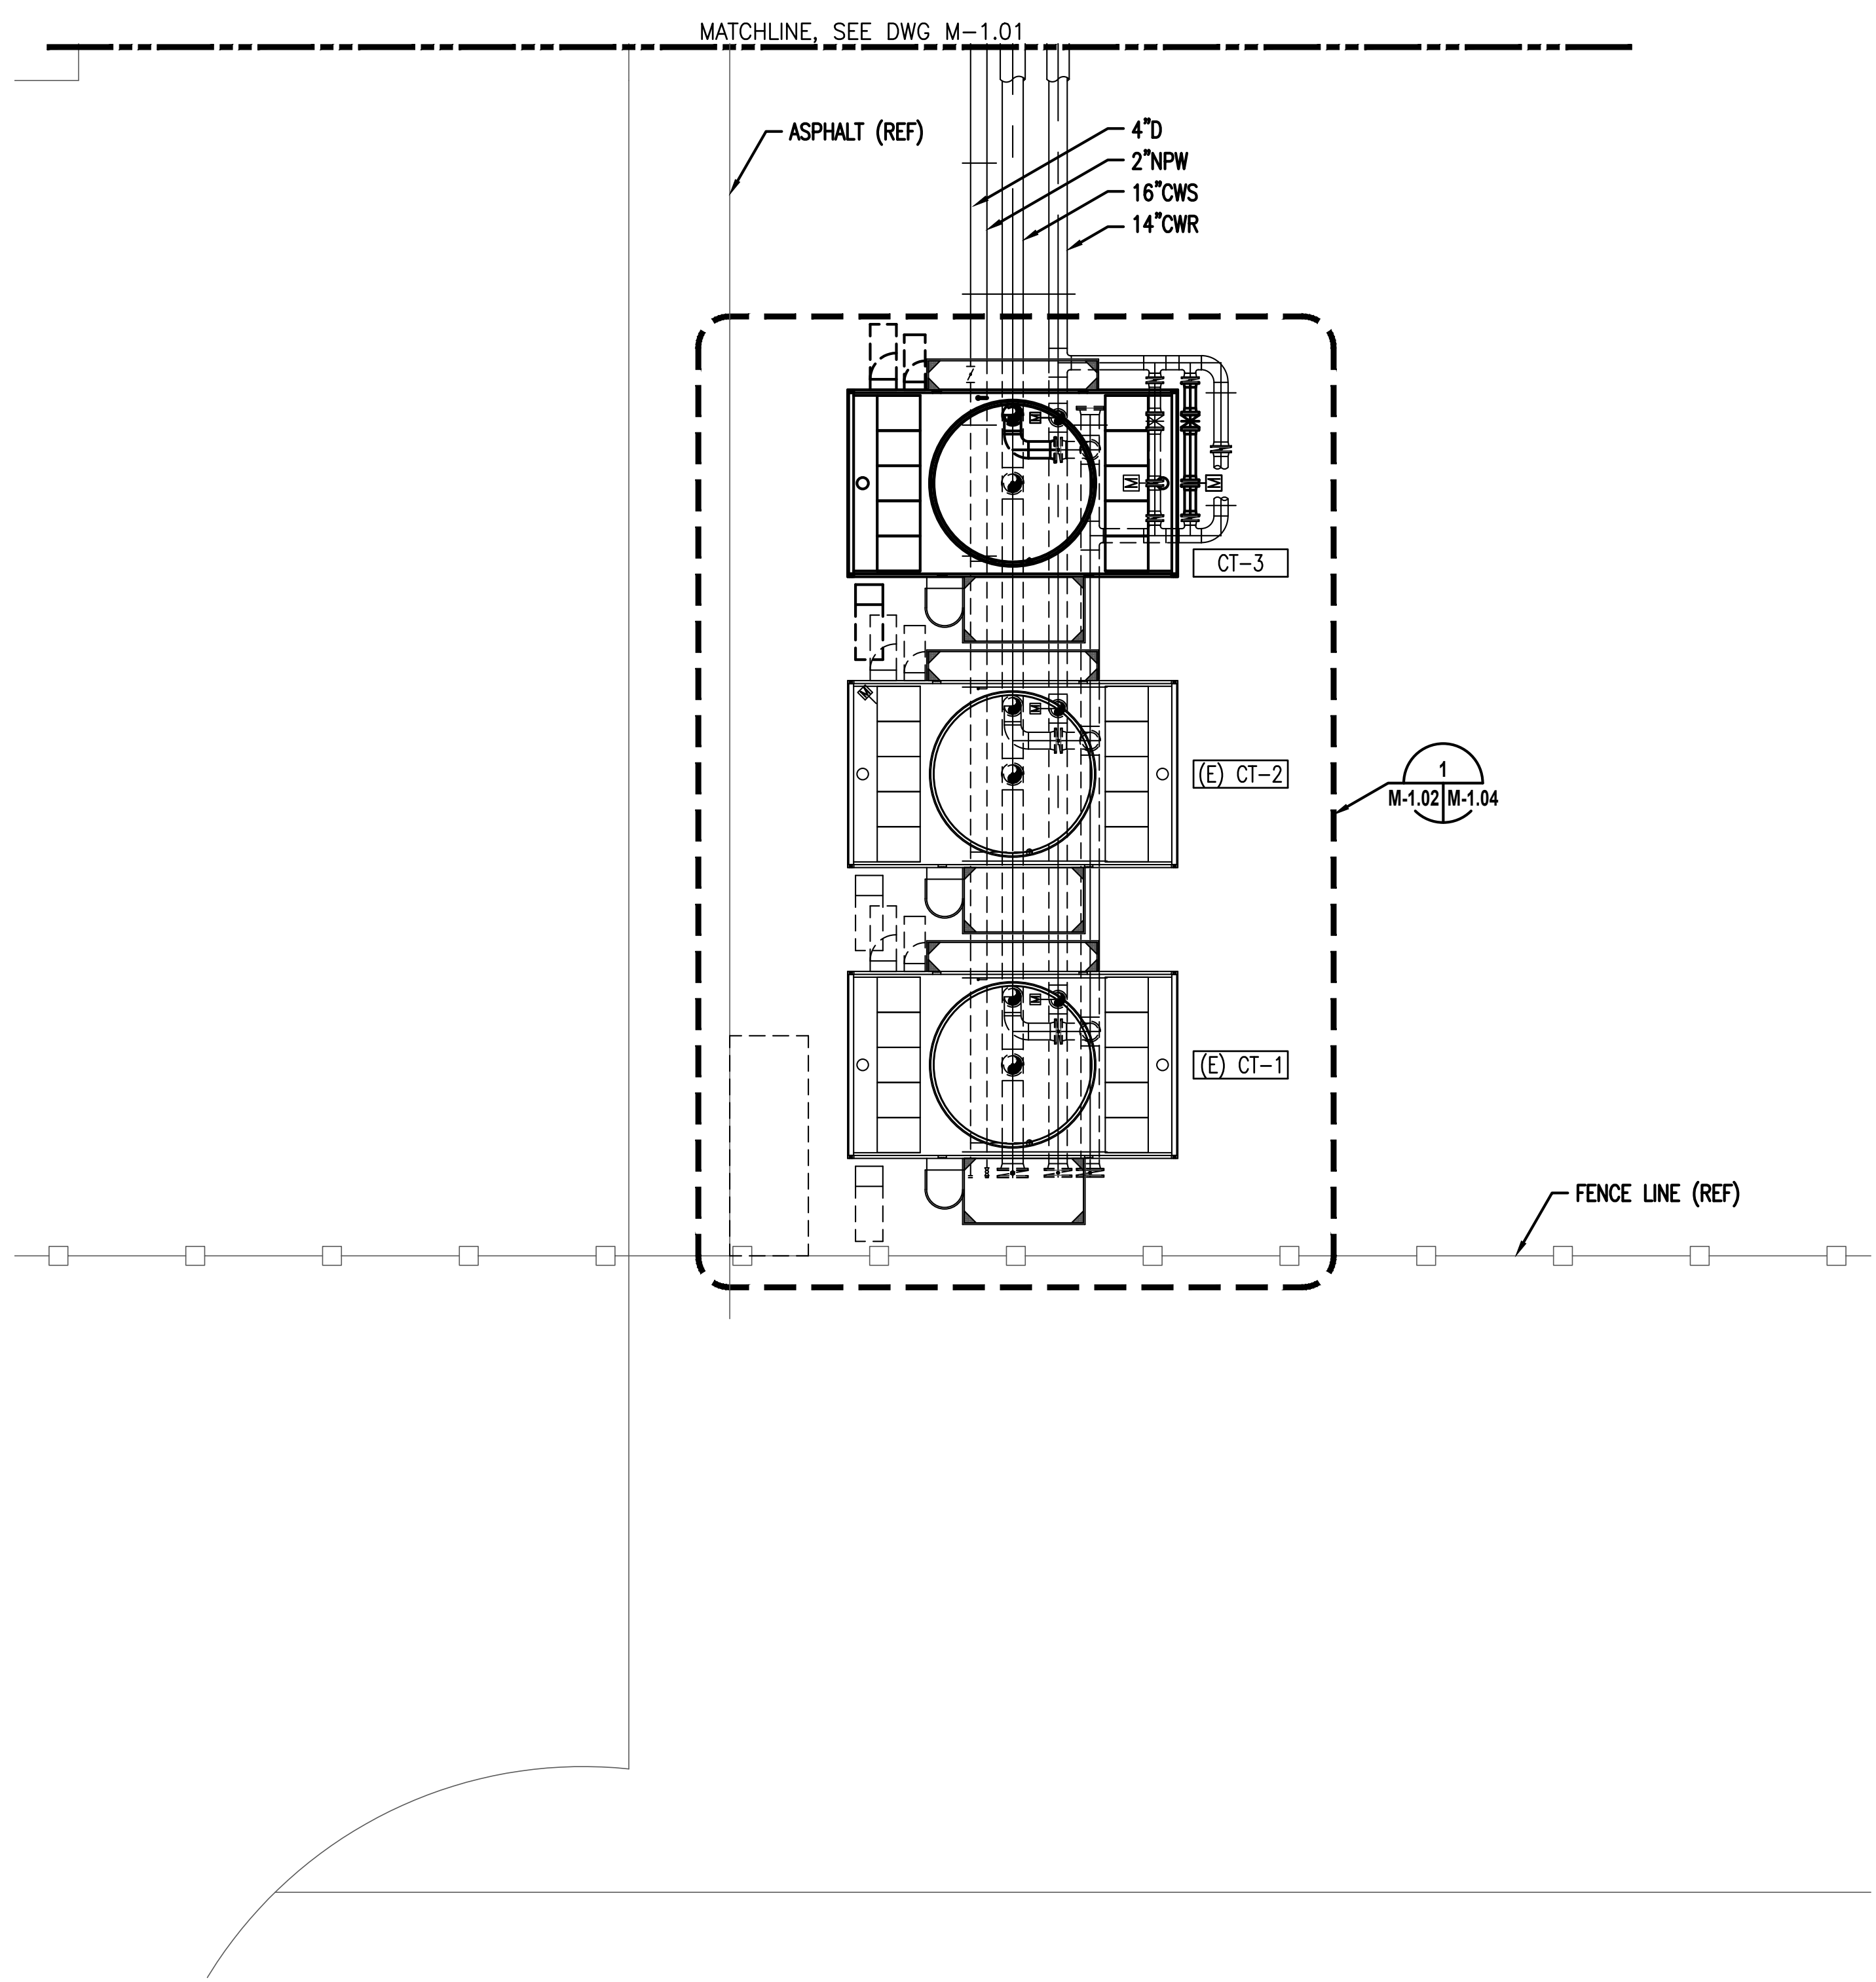 MATCHLINE, SEE DWG M-1.01
ASPHALT (REF)
4"D
2"NPW
16"CWS
14"CWR
M
M
M
CT-3
M
M
(E) CT-2
1
M-1.02 M-1.04
M
(E) CT-1
FENCE LINE (REF)